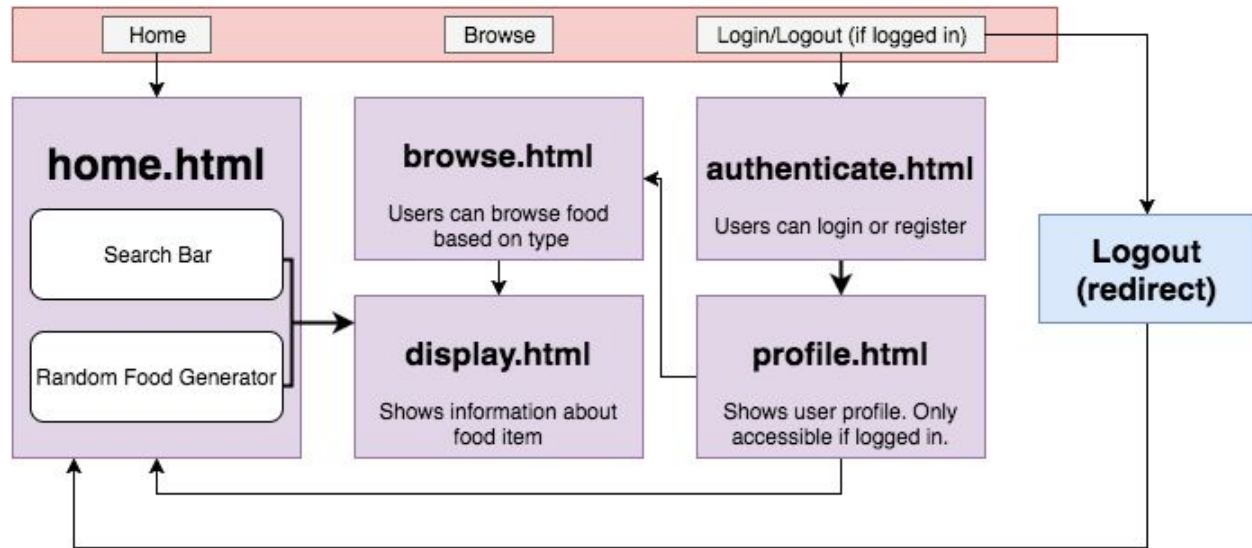 Home
Browse
Login/Logout (if logged in)
home.html
Search Bar
Random Food Generator
browse.html
Users can browse food
based on type
authenticate.html
Users can login or register
display.html
Shows information about
food item
profile.html
Shows user profile. Only
accessible if logged in.
Logout
(redirect)